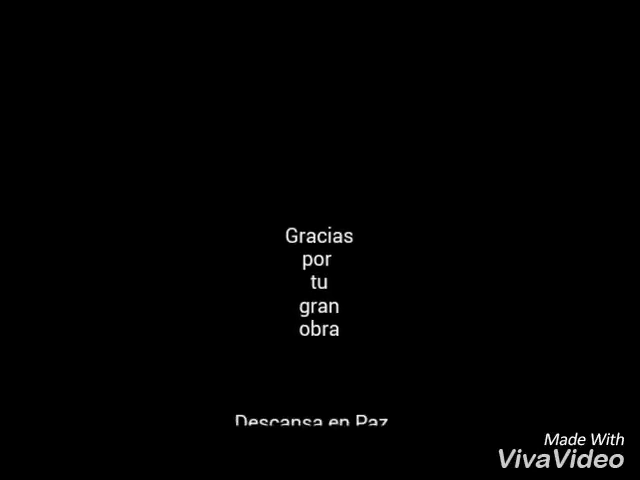 Gracias
por
tu
gran
obra
Descansa en Paz
Made With
VivaVideo